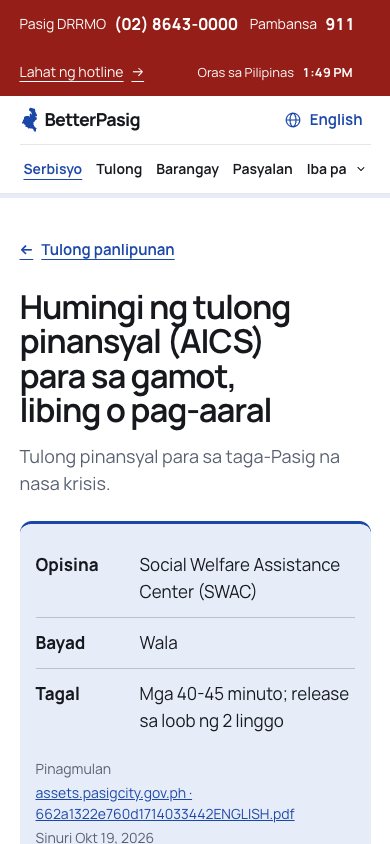 Pasig DRRMO (02) 8643-0000 Pambansa 911
Lahat ng hotline → Oras sa Pilipinas 1:49 PM
BetterPasig English
Serbisyo Tulong Barangay Pasyalan Iba pa
← Tulong panlipunan
Humingi ng tulong
pinansyal (AICS)
para sa gamot,
libing o pag-aaral
Tulong pinansyal para sa taga-Pasig na
nasa krisis.
Opisina Social Welfare Assistance
Center (SWAC)
Bayad Wala
Tagal Mga 40-45 minuto; release
sa loob ng 2 linggo
Pinagmulan
assets.pasigcity.gov.ph ·
662a1322e760d1714033442ENGLISH.pdf
Sinuri Okt 19, 2026